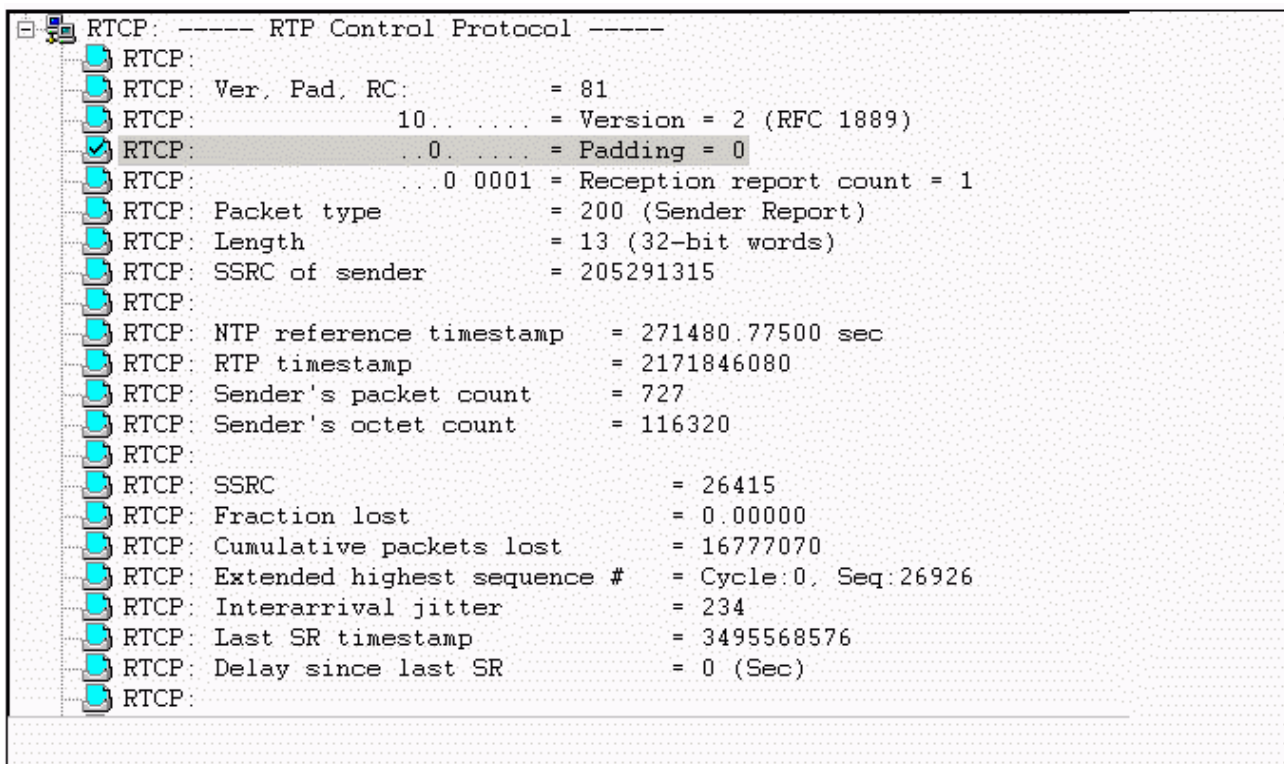 RTCP: ----- RTP Control Protocol -----
RTCP:
RTCP: Ver, Pad, RC: = 81
RTCP: 10.. .... = Version = 2 (RFC 1889)
RTCP: ..0. .... = Padding = 0
RTCP: ...0 0001 = Reception report count = 1
RTCP: Packet type = 200 (Sender Report)
RTCP: Length = 13 (32-bit words)
RTCP: SSRC of sender = 205291315
RTCP:
RTCP: NTP reference timestamp = 271480.77500 sec
RTCP: RTP timestamp = 2171846080
RTCP: Sender's packet count = 727
RTCP: Sender's octet count = 116320
RTCP:
RTCP: SSRC = 26415
RTCP: Fraction lost = 0.00000
RTCP: Cumulative packets lost = 16777070
RTCP: Extended highest sequence # = Cycle:0, Seq:26926
RTCP: Interarrival jitter = 234
RTCP: Last SR timestamp = 3495568576
RTCP: Delay since last SR = 0 (Sec)
RTCP: